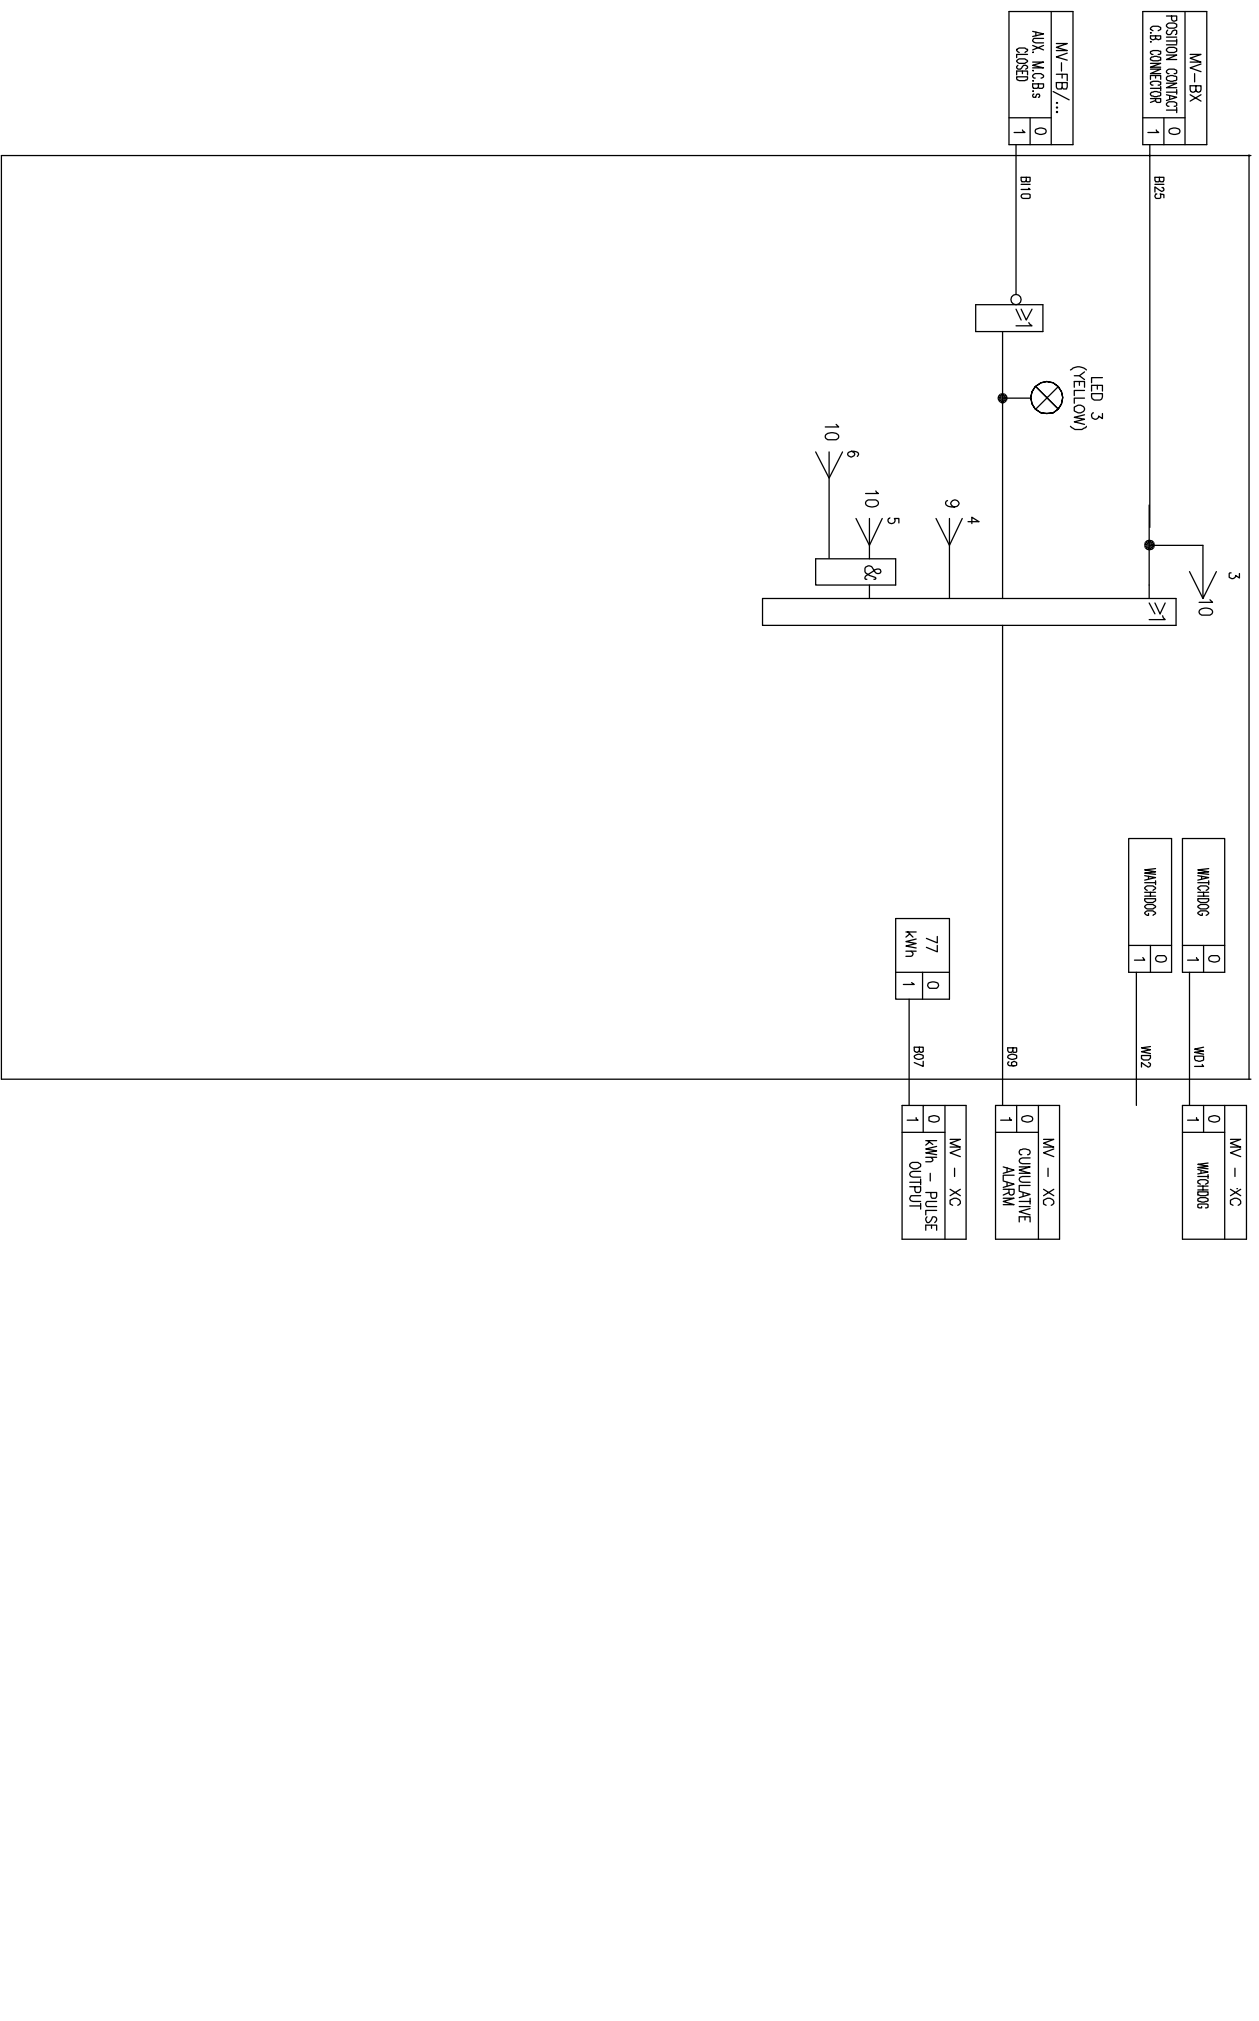 MV-BX
POSITION CONTACT
C.B. CONNECTOR
0
1
BI25
3
10
≥1
WATCHDOG
0
1
WD1
MV - XC
0
1
WATCHDOG
WATCHDOG
0
1
WD2
MV-FB/...
AUX. M.C.B.s
CLOSED
0
1
BI10
≥1
LED 3
(YELLOW)
B09
MV - XC
0
1
CUMULATIVE
ALARM
4
9
5
10
&
6
10
77
kWh
0
1
B07
MV - XC
0
1
kWh - PULSE
OUTPUT